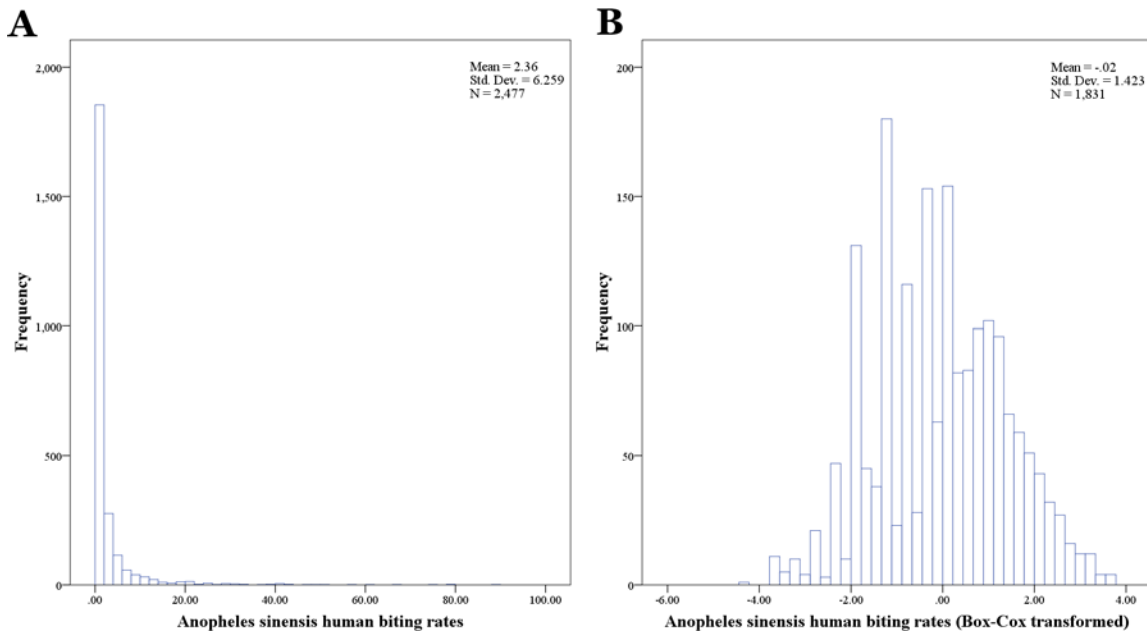 A
Mean = 2.36
Std. Dev. = 6.259
N = 2,477
2,000
1,500
1,000
500
0
Frequency
.00
20.00
40.00
60.00
80.00
100.00
Anopheles sinensis human biting rates
B
Mean = -.02
Std. Dev. = 1.423
N = 1,831
200
150
100
50
0
Frequency
-6.00
-4.00
-2.00
.00
2.00
4.00
Anopheles sinensis human biting rates (Box-Cox transformed)